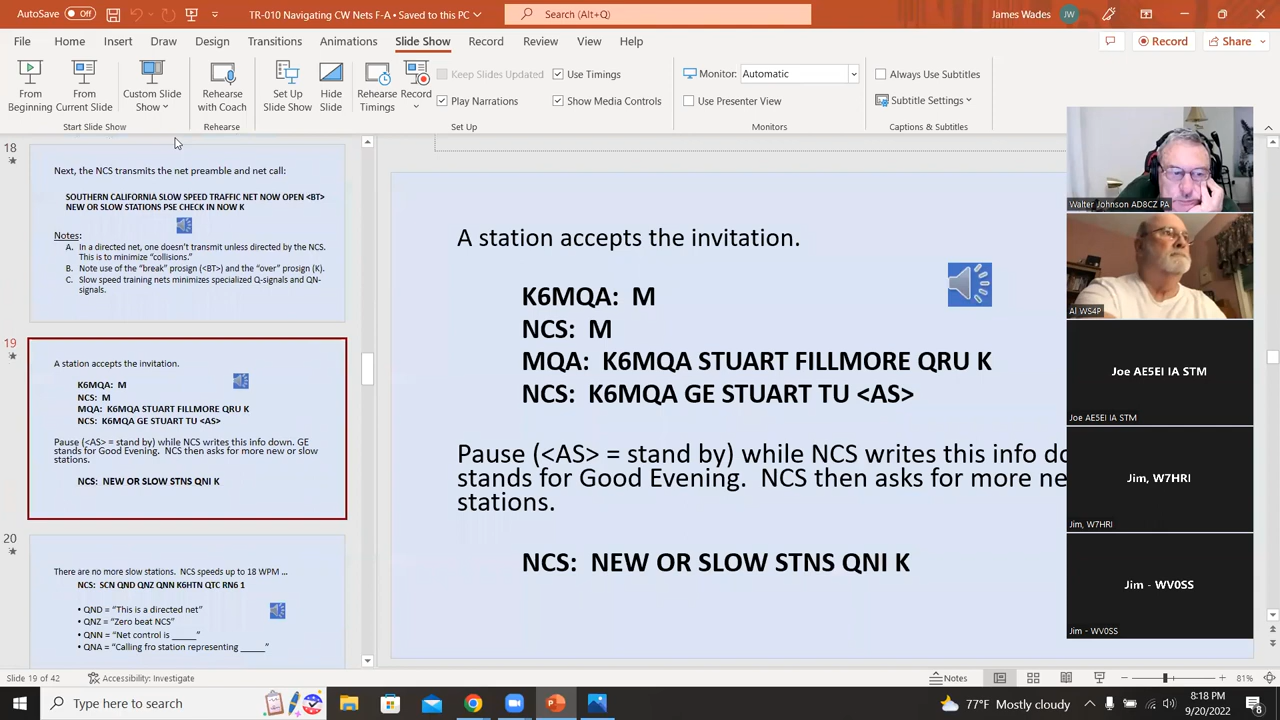 AutoSave Off TR-010 Navigating CW Nets F-A • Saved to this PC Search (Alt+Q) James Wades JW
File Home Insert Draw Design Transitions Animations Slide Show Record Review View Help Record Share
From Beginning
From Current Slide
Custom Slide Show
Rehearse with Coach
Set Up Slide Show
Hide Slide
Rehearse Timings
Record
Keep Slides Updated
Play Narrations
Use Timings
Show Media Controls
Monitor: Automatic
Use Presenter View
Always Use Subtitles
Subtitle Settings
Start Slide Show Rehearse Set Up Monitors Captions & Subtitles
18
Next, the NCS transmits the net preamble and net call:
SOUTHERN CALIFORNIA SLOW SPEED TRAFFIC NET NOW OPEN <BT>
NEW OR SLOW STATIONS PSE CHECK IN NOW K
Notes:
A. In a directed net, one doesn't transmit unless directed by the NCS.
This is to minimize "collisions."
B. Note use of the "break" prosign (<BT>) and the "over" prosign (K).
C. Slow speed training nets minimizes specialized Q-signals and QN-
signals.
19
A station accepts the invitation.
K6MQA: M
NCS: M
MQA: K6MQA STUART FILLMORE QRU K
NCS: K6MQA GE STUART TU <AS>
Pause (<AS> = stand by) while NCS writes this info down. GE
stands for Good Evening. NCS then asks for more new or slow
stations.
NCS: NEW OR SLOW STNS QNI K
20
There are no more slow stations. NCS speeds up to 18 WPM ...
NCS: SCN QND QNZ QNN K6HTN QTC RN6 1
• QND = "This is a directed net"
• QNZ = "Zero beat NCS"
• QNN = "Net control is _____"
• QNA = "Calling fro station representing _____"
A station accepts the invitation.
K6MQA: M
NCS: M
MQA: K6MQA STUART FILLMORE QRU K
NCS: K6MQA GE STUART TU <AS>
Pause (<AS> = stand by) while NCS writes this info do
stands for Good Evening. NCS then asks for more ne
stations.
NCS: NEW OR SLOW STNS QNI K
Walter Johnson AD8CZ PA
Al WS4P
Joe AE5EI IA STM
Joe AE5EI IA STM
Jim, W7HRI
Jim, W7HRI
Jim - WV0SS
Jim - WV0SS
Slide 19 of 42 Accessibility: Investigate Notes 81%
Type here to search 77°F Mostly cloudy 8:18 PM
9/20/2022 8